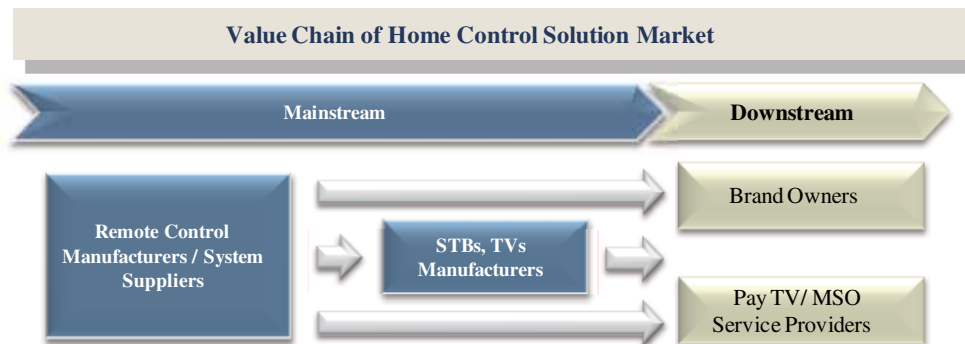 Value Chain of Home Control Solution Market
Mainstream
Downstream
Remote Control
Manufacturers / System
Suppliers
STBs, TVs
Manufacturers
Brand Owners
Pay TV/ MSO
Service Providers